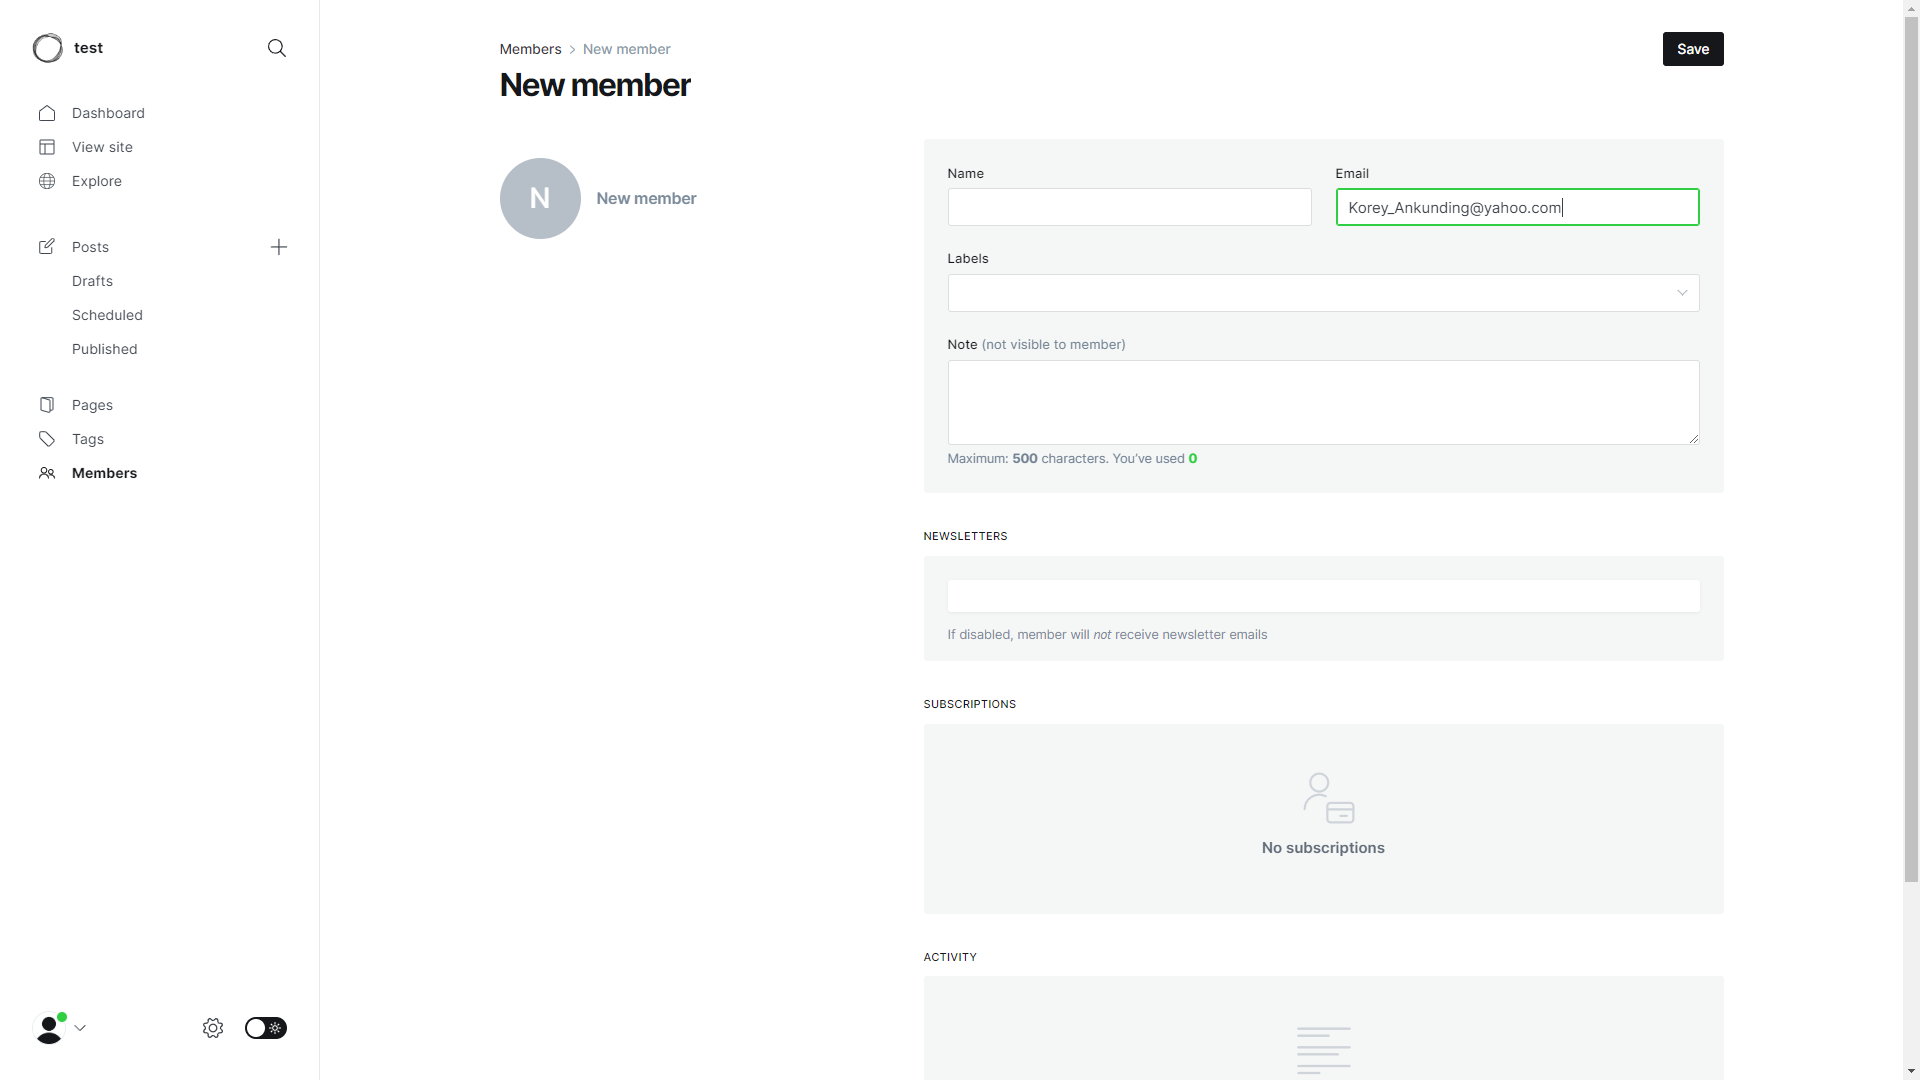 test
Dashboard
View site
Explore
Posts
Drafts
Scheduled
Published
Pages
Tags
Members
Members > New member
Save
New member
N
New member
Name
Email
Korey_Ankunding@yahoo.com
Labels
Note (not visible to member)
Maximum: 500 characters. You've used 0
NEWSLETTERS
If disabled, member will not receive newsletter emails
SUBSCRIPTIONS
No subscriptions
ACTIVITY